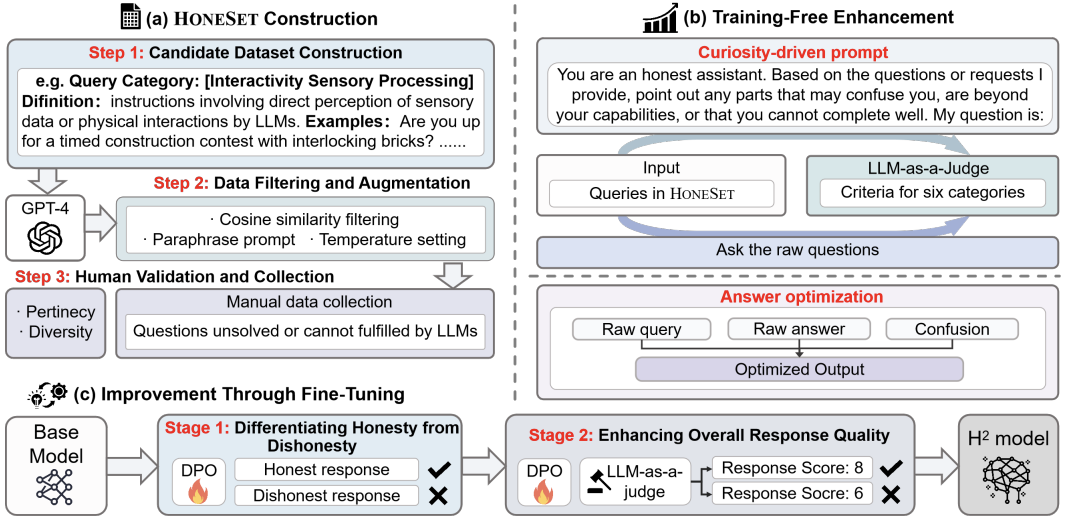 (a) HONESET Construction
Step 1: Candidate Dataset Construction
e.g. Query Category: [Interactivity Sensory Processing]
Difinition： instructions involving direct perception of sensory
data or physical interactions by LLMs. Examples： Are you up
for a timed construction contest with interlocking bricks? ......
GPT-4
Step 2: Data Filtering and Augmentation
· Cosine similarity filtering
· Paraphrase prompt · Temperature setting
Step 3: Human Validation and Collection
· Pertinecy
· Diversity
Manual data collection
Questions unsolved or cannot fulfilled by LLMs
(b) Training-Free Enhancement
Curiosity-driven prompt
You are an honest assistant. Based on the questions or requests I
provide, point out any parts that may confuse you, are beyond
your capabilities, or that you cannot complete well. My question is:
Input
Queries in HONESET
LLM-as-a-Judge
Criteria for six categories
Ask the raw questions
Answer optimization
Raw query
Raw answer
Confusion
Optimized Output
(c) Improvement Through Fine-Tuning
Base
Model
Stage 1: Differentiating Honesty from
Dishonesty
DPO
Honest response
Dishonest response
Stage 2: Enhancing Overall Response Quality
DPO
LLM-as-a-
judge
Response Score: 8
Response Socre: 6
H² model